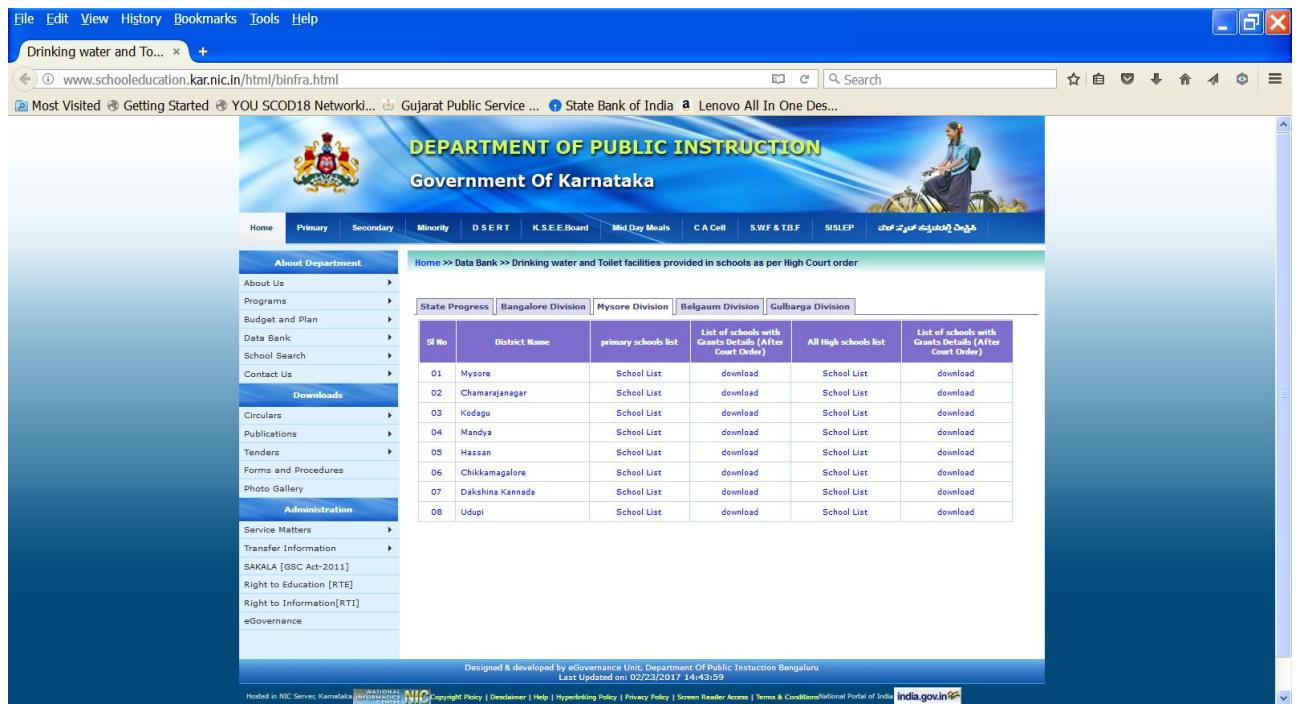 File Edit View History Bookmarks Tools Help
Drinking water and To... × +
www.schooleducation.kar.nic.in/html/binfra.html Search
Most Visited Getting Started YOU SCOD18 Networki... Gujarat Public Service ... State Bank of India Lenovo All In One Des...
DEPARTMENT OF PUBLIC INSTRUCTION
Government Of Karnataka
Home Primary Secondary Minority D S E R T K.S.E.E.Board Mid Day Meals C A Cell S.W.F & T.B.F SISLEP
About Department
About Us
Programs
Budget and Plan
Data Bank
School Search
Contact Us
Downloads
Circulars
Publications
Tenders
Forms and Procedures
Photo Gallery
Administration
Service Matters
Transfer Information
SAKALA [GSC Act-2011]
Right to Education [RTE]
Right to Information[RTI]
eGovernance
Home >> Data Bank >> Drinking water and Toilet facilities provided in schools as per High Court order
State Progress Bangalore Division Mysore Division Belgaum Division Gulbarga Division
Sl No District Name primary schools list List of schools with Grants Details (After Court Order) All High schools list List of schools with Grants Details (After Court Order)
01 Mysore School List download School List download
02 Chamarajanagar School List download School List download
03 Kodagu School List download School List download
04 Mandya School List download School List download
05 Hassan School List download School List download
06 Chikkamagalore School List download School List download
07 Dakshina Kannada School List download School List download
08 Udupi School List download School List download
Designed & developed by eGovernance Unit, Department Of Public Instuction Bengaluru
Last Updated on: 02/23/2017 14:43:59
Hosted in NIC Server, Karnataka NATIONAL INFORMATICS CENTRE NIC Copyright Ploicy | Desclaimer | Help | Hyperlinking Policy | Privacy Policy | Screen Reader Access | Terms & Conditions National Portal of India india.gov.in